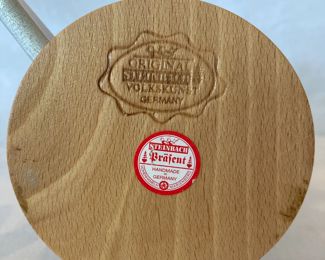 ORIGINAL
STEINBACH
VOLKSKUNST
GERMANY
STEINBACH
Präsent
HANDMADE
IN
GERMANY